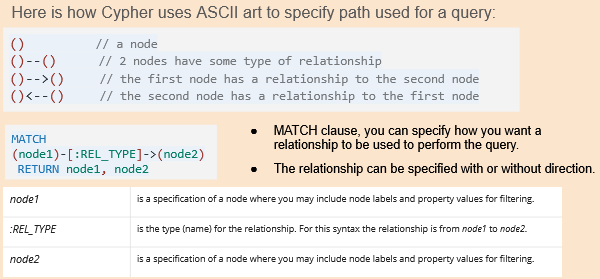 Here is how Cypher uses ASCII art to specify path used for a query:
() // a node
()--() // 2 nodes have some type of relationship
()-->() // the first node has a relationship to the second node
()<--() // the second node has a relationship to the first node
MATCH
(node1)-[:REL_TYPE]->(node2)
RETURN node1, node2
● MATCH clause, you can specify how you want a
relationship to be used to perform the query.
● The relationship can be specified with or without direction.
node1 is a specification of a node where you may include node labels and property values for filtering.
:REL_TYPE is the type (name) for the relationship. For this syntax the relationship is from node1 to node2.
node2 is a specification of a node where you may include node labels and property values for filtering.